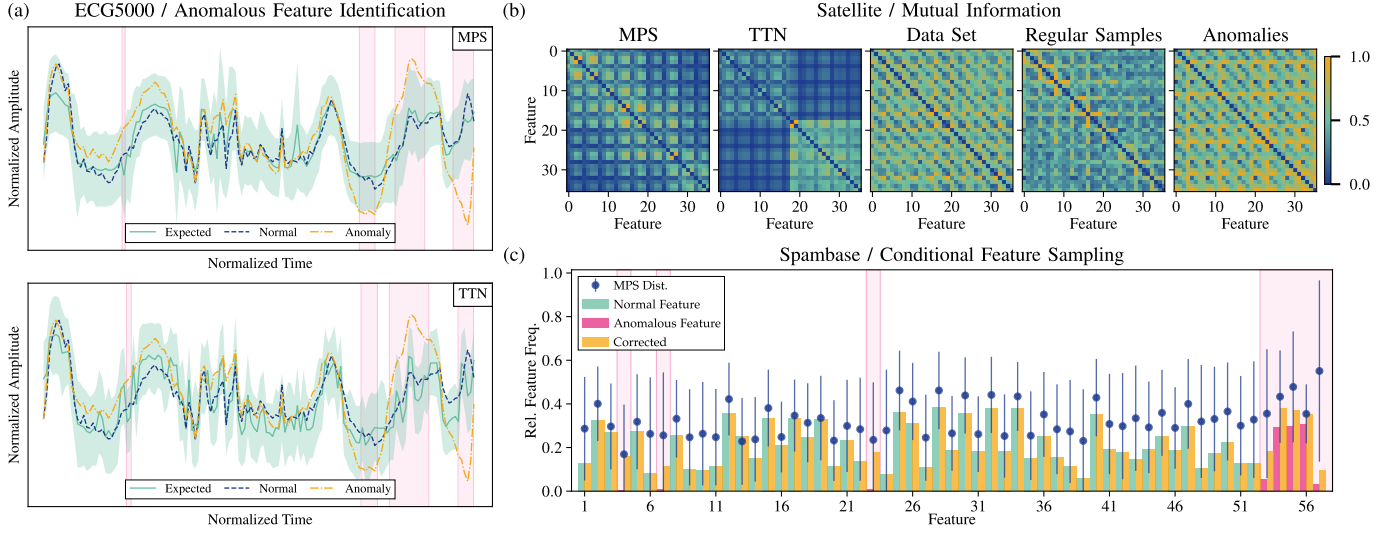 (a)
ECG5000 / Anomalous Feature Identification
MPS
Normalized Amplitude
Expected
Normal
Anomaly
Normalized Time
TTN
Normalized Amplitude
Expected
Normal
Anomaly
Normalized Time
(b)
Satellite / Mutual Information
MPS
TTN
Data Set
Regular Samples
Anomalies
Feature
0
10
20
30
0 10 20 30
0 10 20 30
0 10 20 30
0 10 20 30
0 10 20 30
Feature
Feature
Feature
Feature
Feature
1.0
0.5
0.0
(c)
Spambase / Conditional Feature Sampling
Rel. Feature Freq.
1.0
0.8
0.6
0.4
0.2
0.0
MPS Dist.
Normal Feature
Anomalous Feature
Corrected
1 6 11 16 21 26 31 36 41 46 51 56
Feature